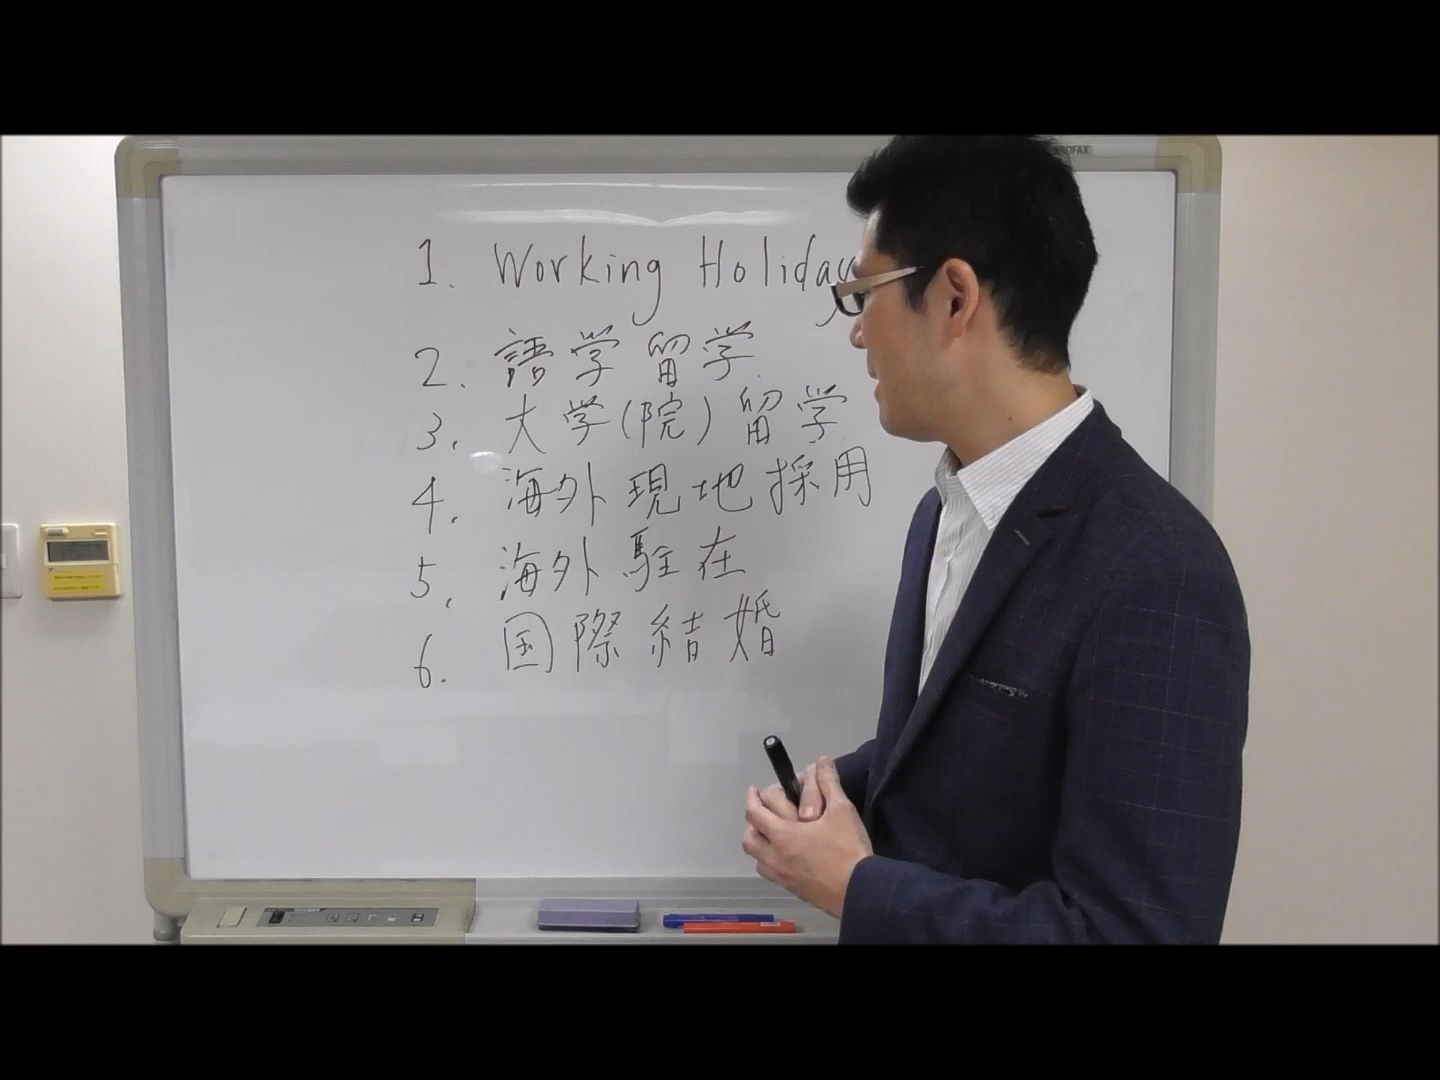 1. Working Holiday
2. 語学留学
3. 大学(院)留学
4. 海外現地採用
5. 海外駐在
6. 国際結婚